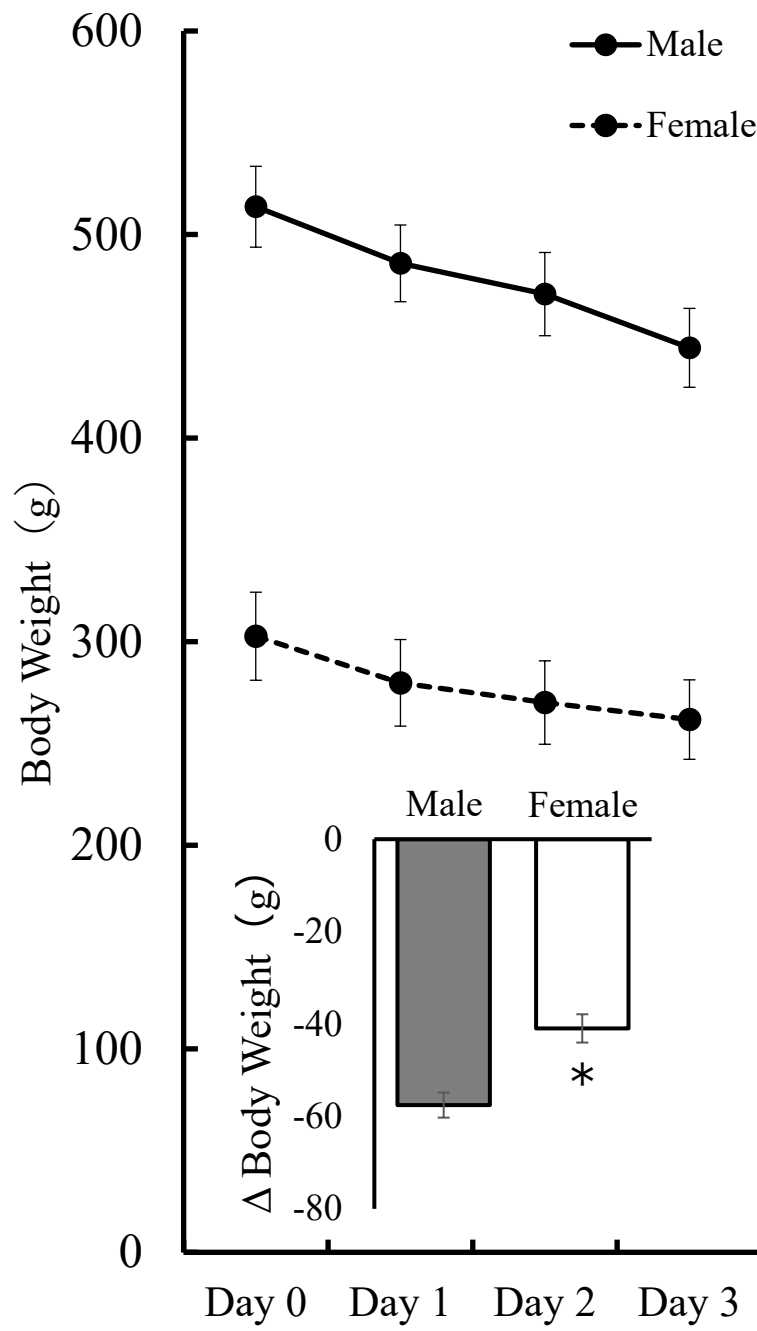 600
500
400
300
200
100
0
Body Weight（g）
Male
Female
Male Female
0
-20
-40
-60
-80
Δ Body Weight（g）
*
Day 0 Day 1 Day 2 Day 3